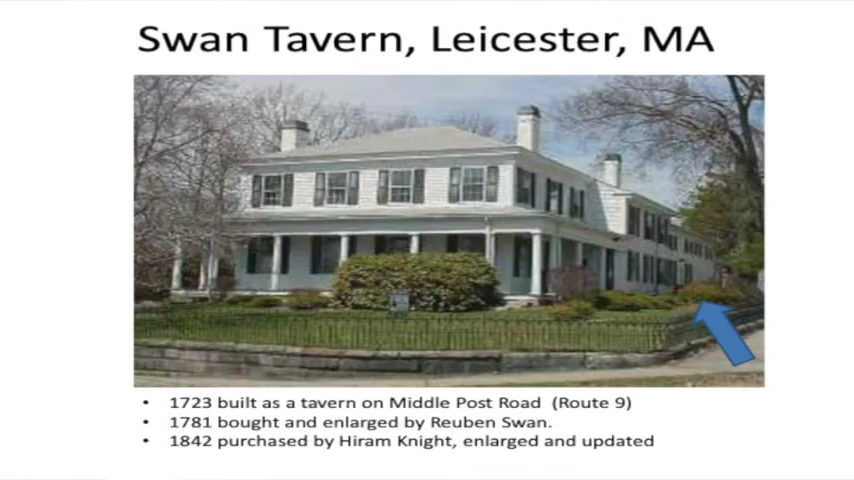 Swan Tavern, Leicester, MA
• 1723 built as a tavern on Middle Post Road (Route 9)
• 1781 bought and enlarged by Reuben Swan.
• 1842 purchased by Hiram Knight, enlarged and updated